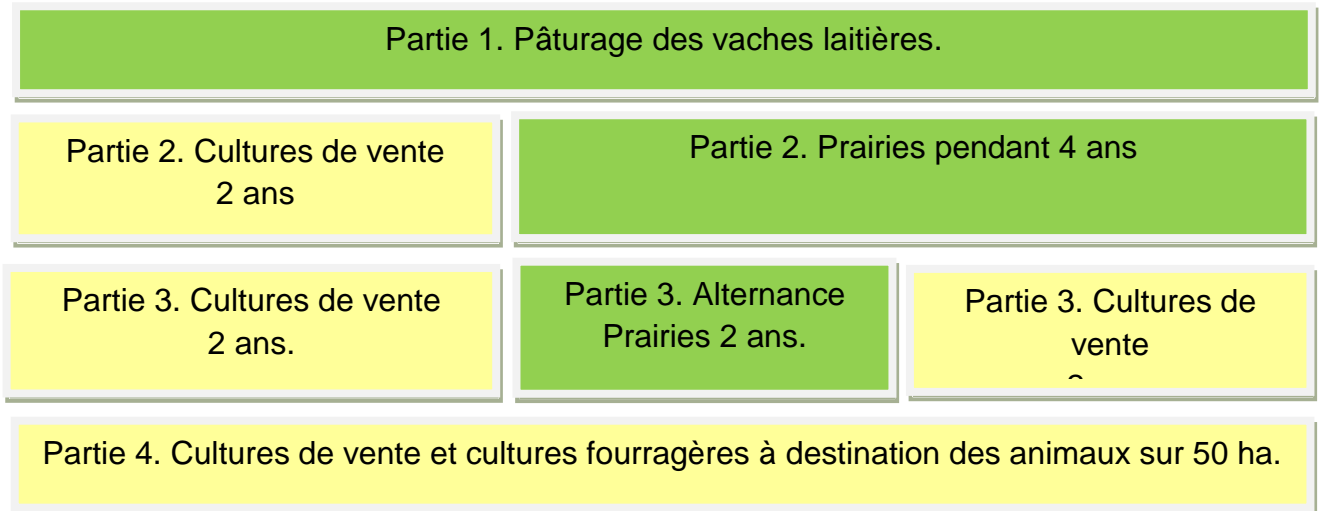 Partie 1. Pâturage des vaches laitières.
Partie 2. Cultures de vente
2 ans
Partie 2. Prairies pendant 4 ans
Partie 3. Cultures de vente
2 ans.
Partie 3. Alternance
Prairies 2 ans.
Partie 3. Cultures de
vente
Partie 4. Cultures de vente et cultures fourragères à destination des animaux sur 50 ha.